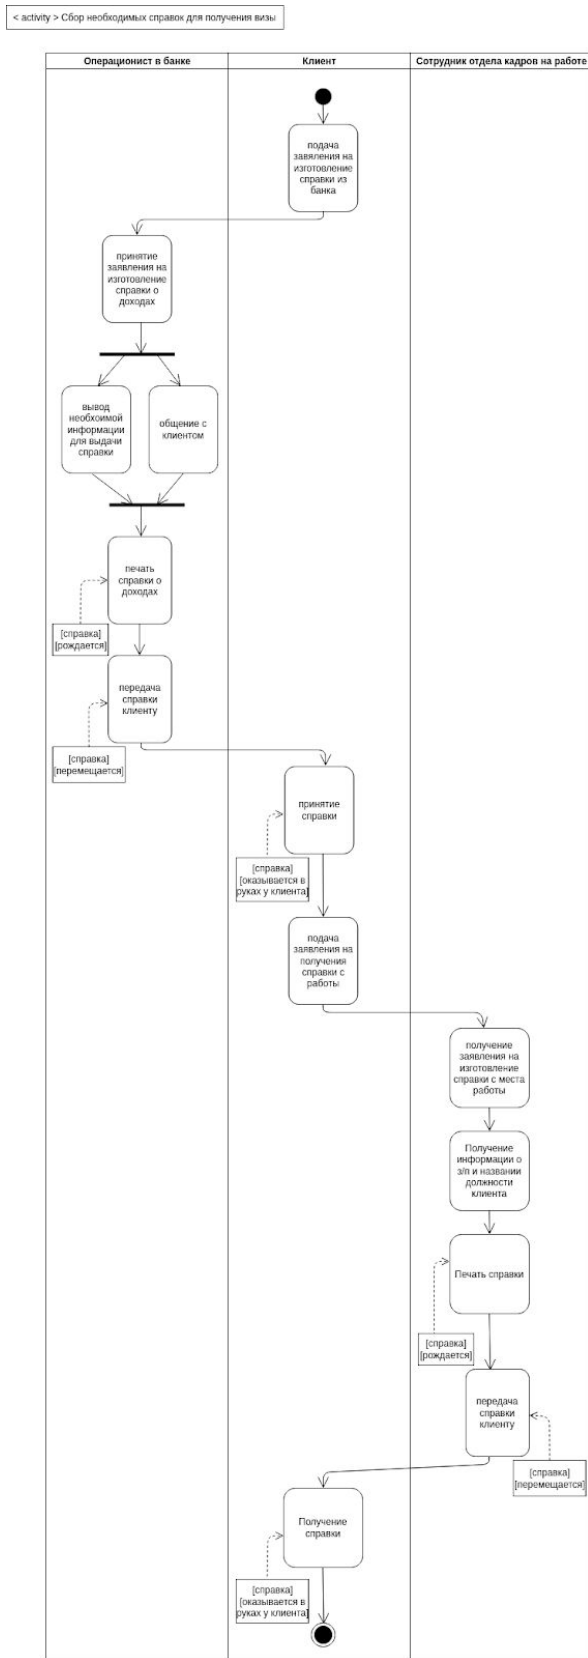 < activity > Сбор необходимых справок для получения визы
Операционист в банке
Клиент
Сотрудник отдела кадров на работе
подача
завяления на
изготовление
справки из
банка
принятие
заявления на
изготовление
справки о
доходах
вывод
необхоимой
информации
для выдачи
справки
общение с
клиентом
печать
справки о
доходах
[справка]
[рождается]
передача
справки
клиенту
[справка]
[перемещается]
принятие
справки
[справка]
[оказывается в
руках у клиента]
подача
заявления на
получения
справки с
работы
получение
заявления на
изготовление
справки с места
работы
Получение
информации о
з/п и названии
должности
клиента
Печать справки
[справка]
[рождается]
передача
справки
клиенту
[справка]
[перемещается]
Получение
справки
[справка]
[оказывается в
руках у клиента]